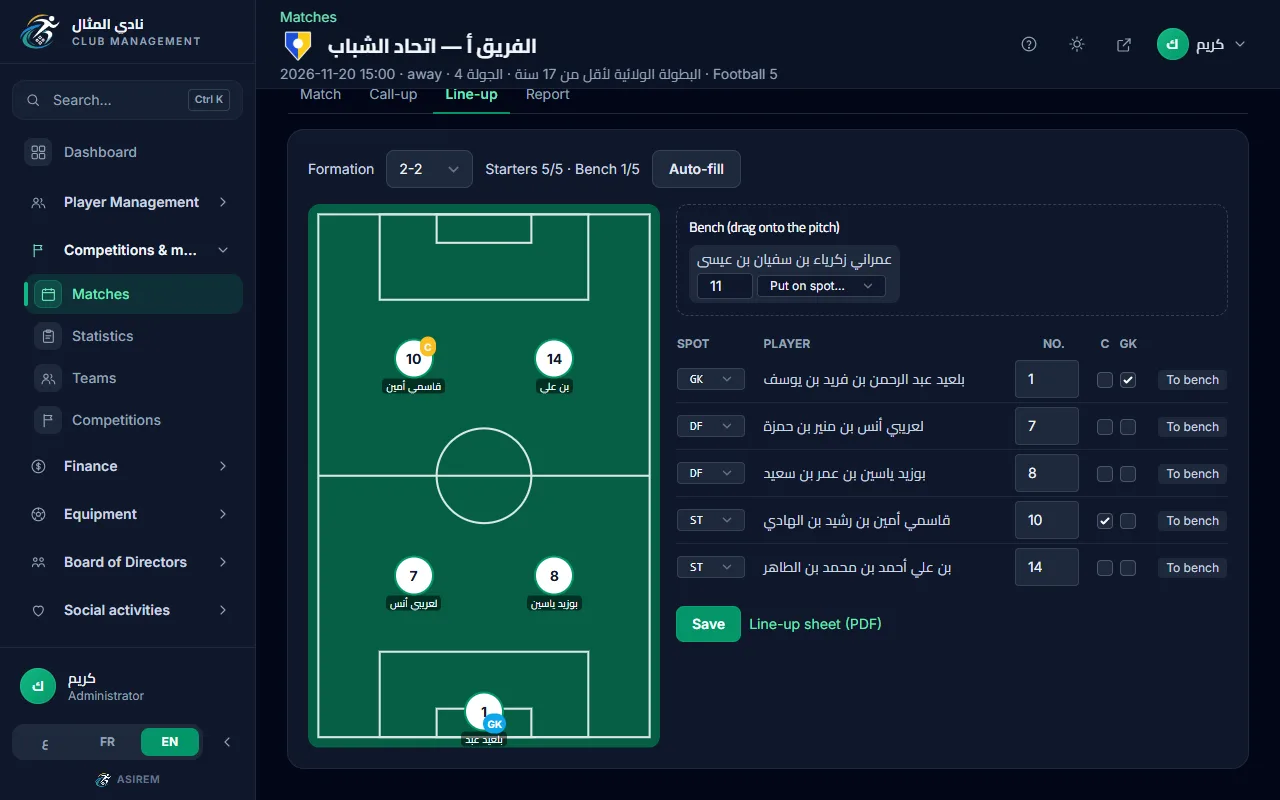 نادي المثال
CLUB MANAGEMENT
Search...
Ctrl K
Dashboard
Player Management
Competitions & m...
Matches
Statistics
Teams
Competitions
Finance
Equipment
Board of Directors
Social activities
كريم
Administrator
ع
FR
EN
ASIREM
Matches
الفريق أ — اتحاد الشباب
2026-11-20 15:00 · away · البطولة الولائية لأقل من 17 سنة · الجولة 4 · Football 5
ك
كريم
Match
Call-up
Line-up
Report
Formation
2-2
Starters 5/5 · Bench 1/5
Auto-fill
10
C
قاسمي أمين
14
بن علي
7
لعريبي أنس
8
بوزيد ياسين
1
GK
بلعيد عبد
Bench (drag onto the pitch)
عمراني زكرياء بن سفيان بن عيسى
11
Put on spot...
SPOT PLAYER NO. C GK
GK بلعيد عبد الرحمن بن فريد بن يوسف 1 To bench
DF لعريبي أنس بن منير بن حمزة 7 To bench
DF بوزيد ياسين بن عمر بن سعيد 8 To bench
ST قاسمي أمين بن رشيد بن الهادي 10 To bench
ST بن علي أحمد بن محمد بن الطاهر 14 To bench
Save
Line-up sheet (PDF)
ك